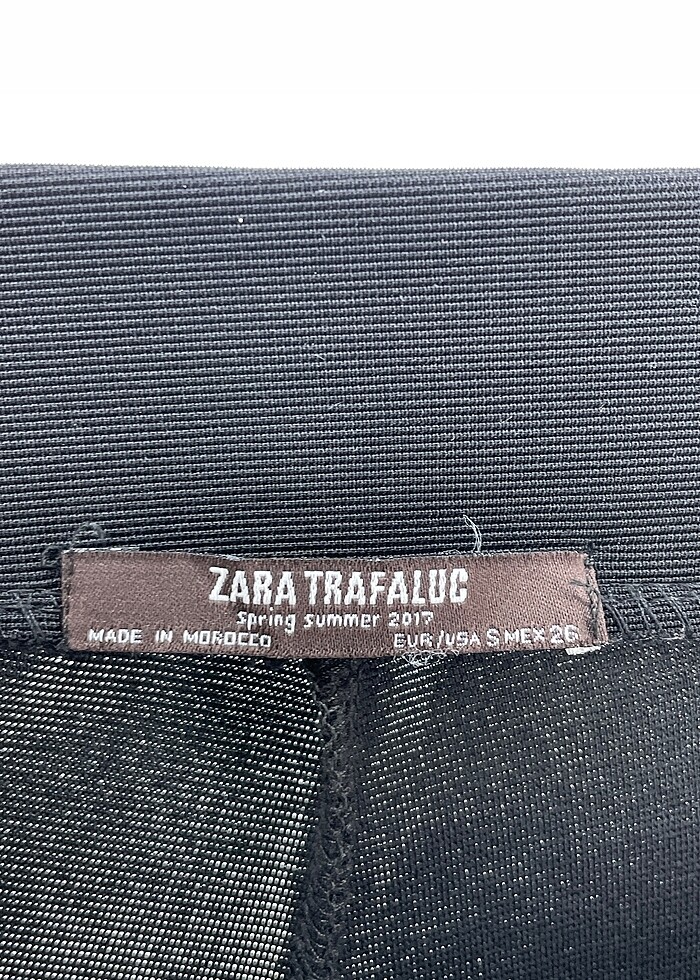 ZARA TRAFALUC
Spring summer 2017
MADE IN MOROCCO EUR/USA S MEX 26